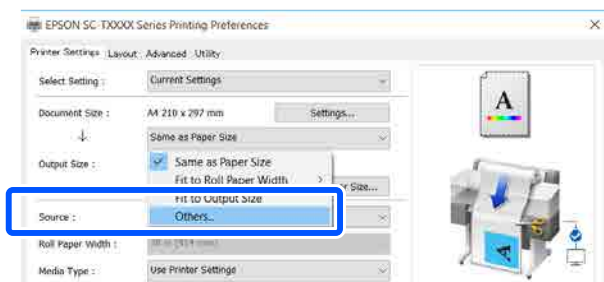 EPSON SC-TXXXX Series Printing Preferences
Printer Settings Layout Advanced Utility
Select Setting : Current Settings
Document Size : A4 210 x 297 mm Settings...
Same as Paper Size
Output Size : Same as Paper Size
Fit to Roll Paper Width
Size...
Fit to Output Size
Source : Others...
Roll Paper Width :
Media Type : Use Printer Settings
A